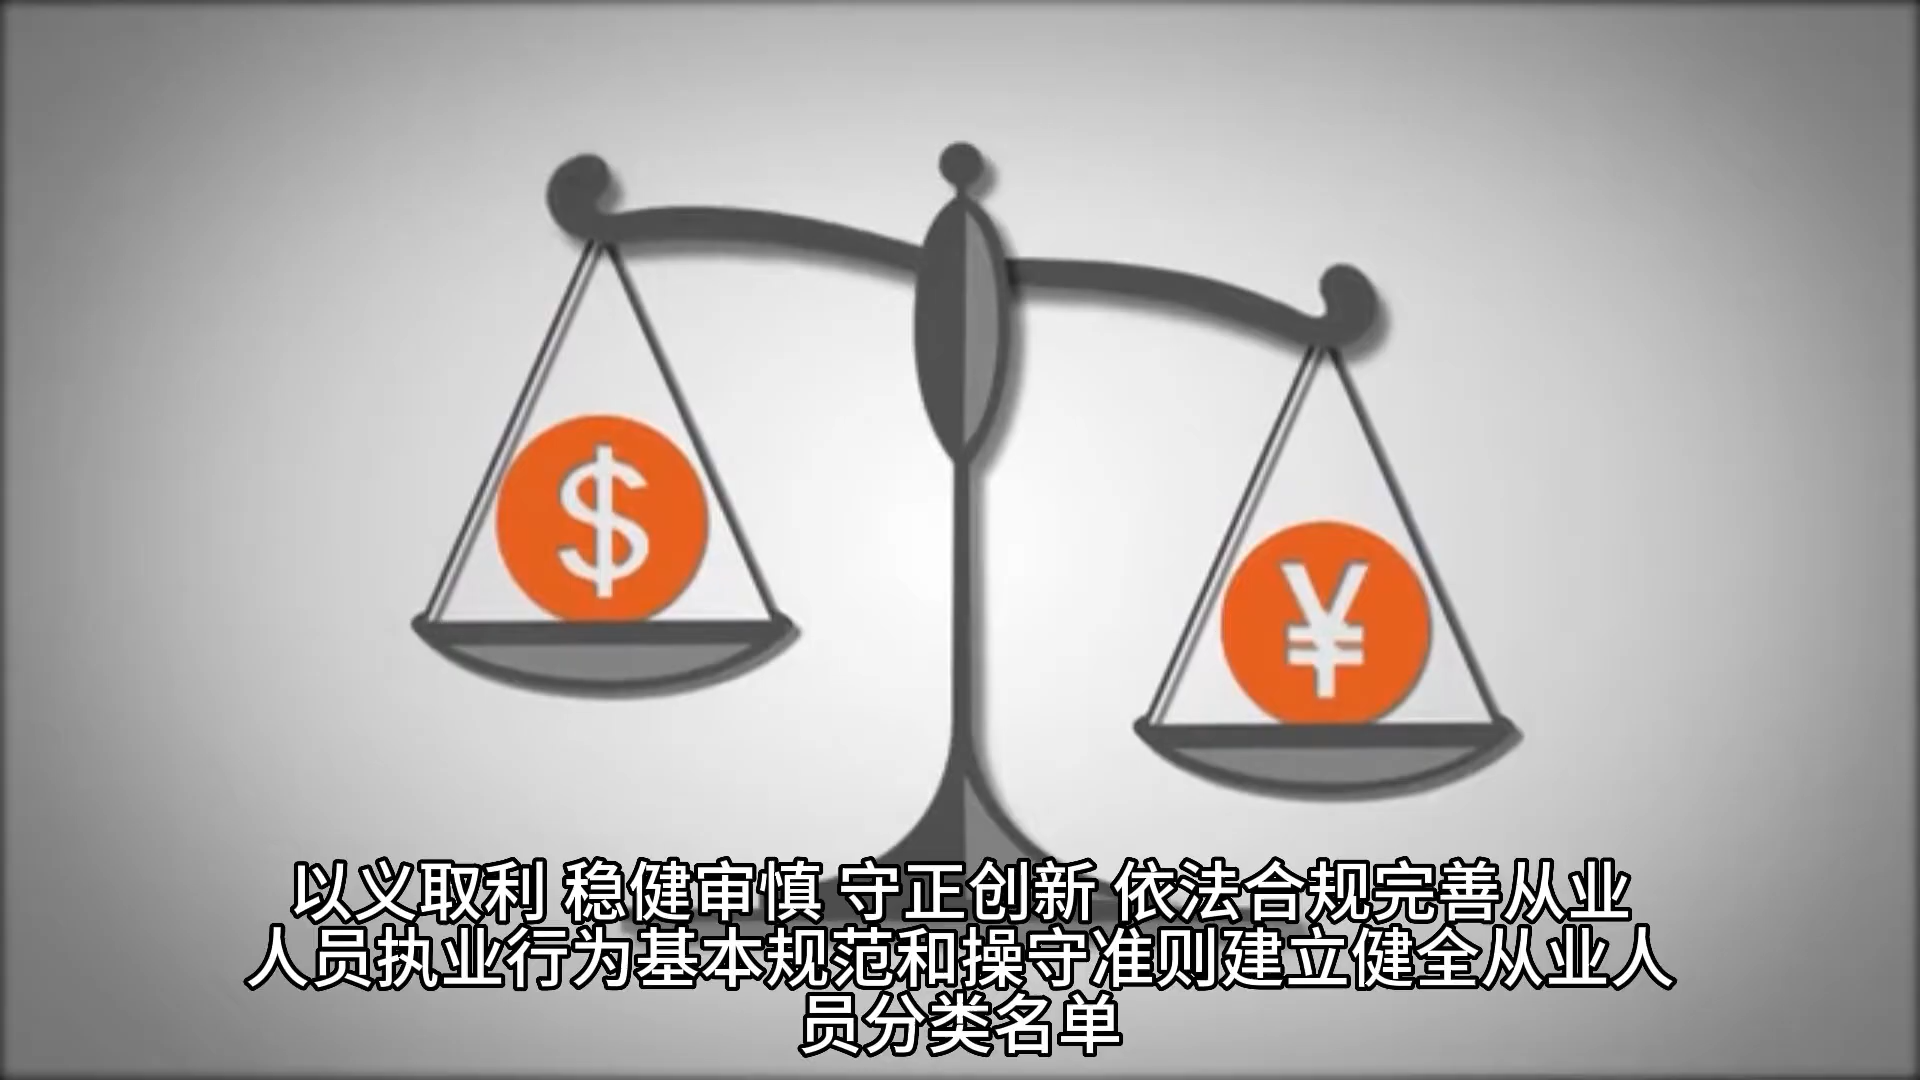 $
¥
以义取利 稳健审慎 守正创新 依法合规完善从业
人员执业行为基本规范和操守准则建立健全从业人
员分类名单